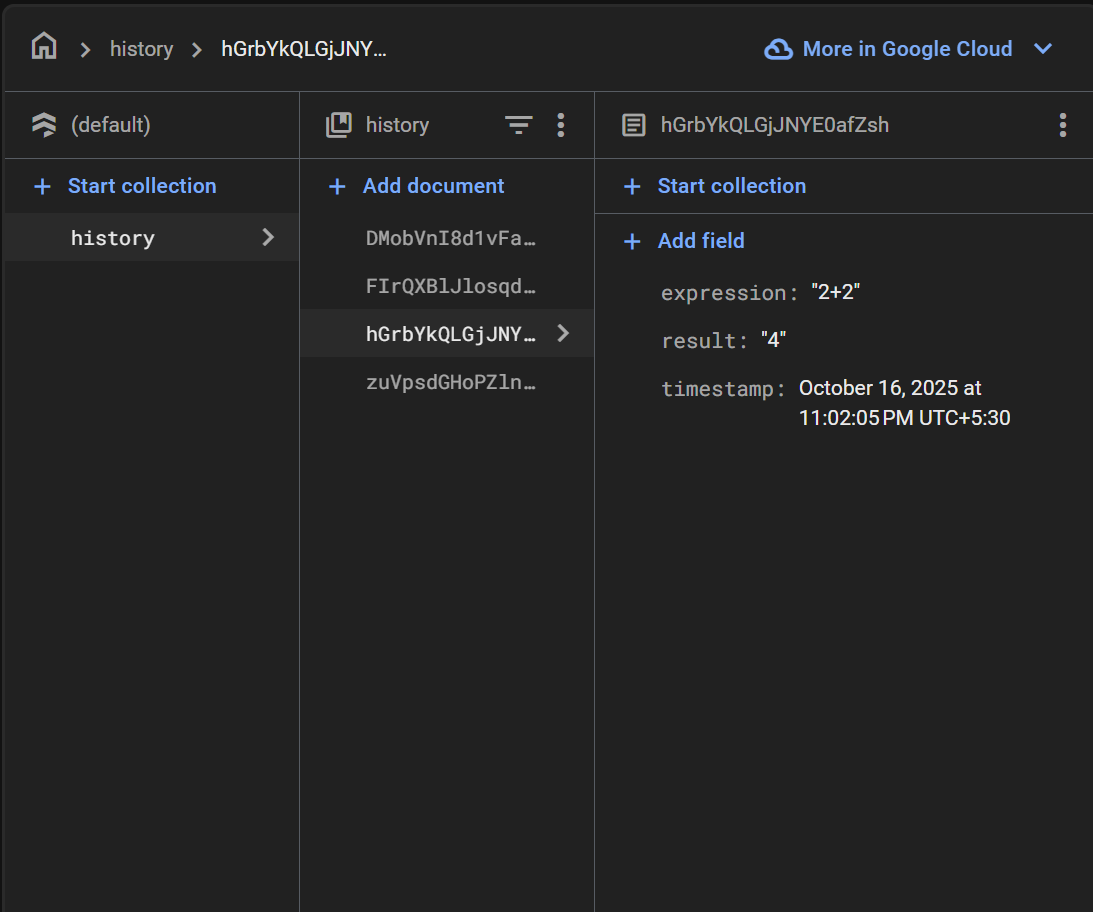 history hGrbYkQLGjJNY… More in Google Cloud
(default)
+ Start collection
history
history
+ Add document
DMobVnI8d1vFa…
FIrQXBlJlosqd…
hGrbYkQLGjJNY…
zuVpsdGHoPZln…
hGrbYkQLGjJNYE0afZsh
+ Start collection
+ Add field
expression: "2+2"
result: "4"
timestamp: October 16, 2025 at
11:02:05 PM UTC+5:30